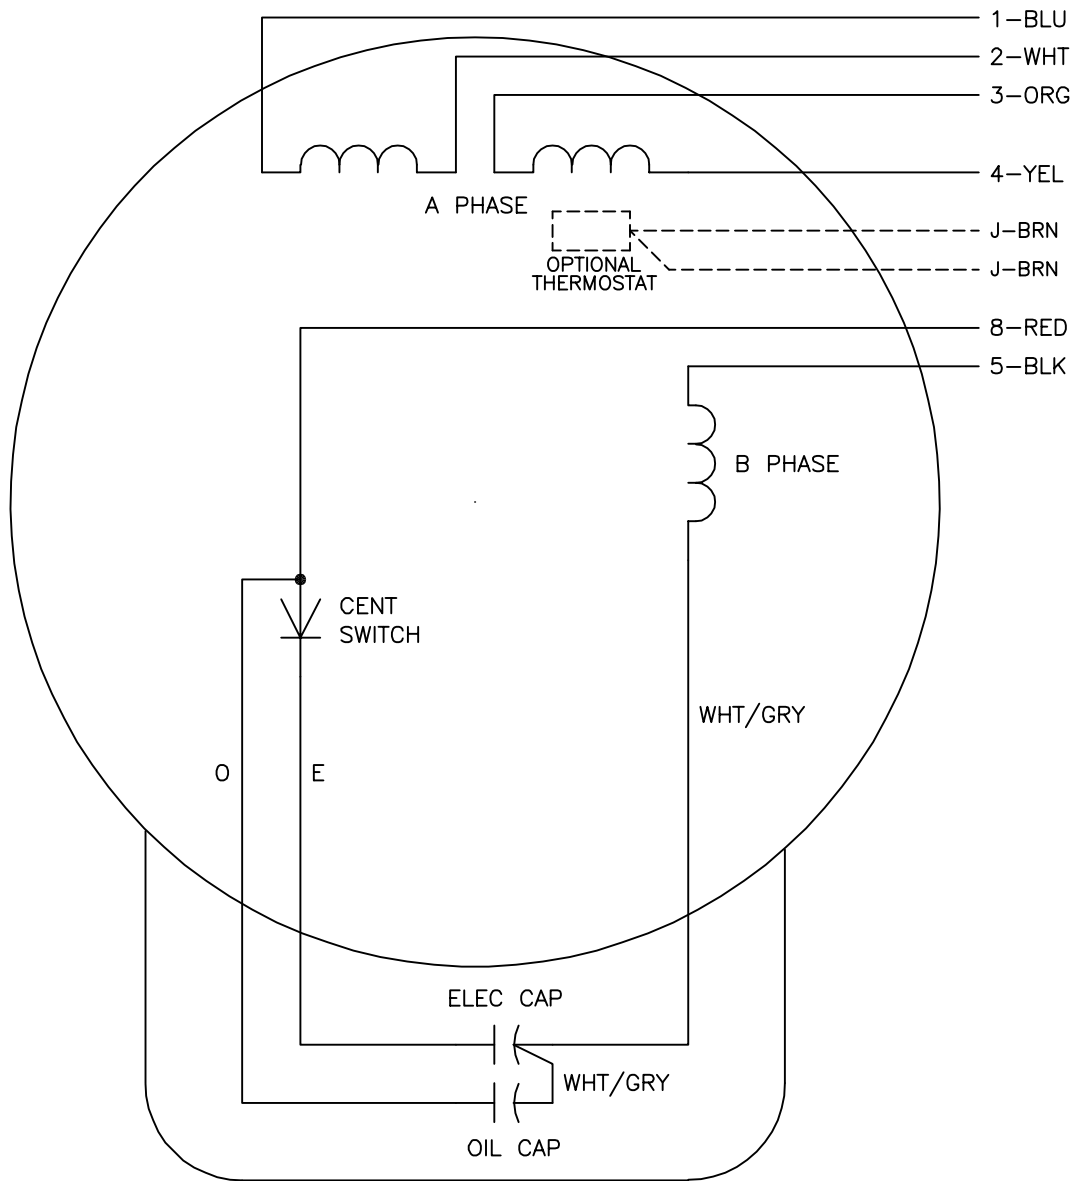 1-BLU
2-WHT
3-ORG
4-YEL
A PHASE
J-BRN
OPTIONAL
THERMOSTAT
J-BRN
8-RED
5-BLK
B PHASE
CENT
SWITCH
WHT/GRY
O
E
ELEC CAP
WHT/GRY
OIL CAP